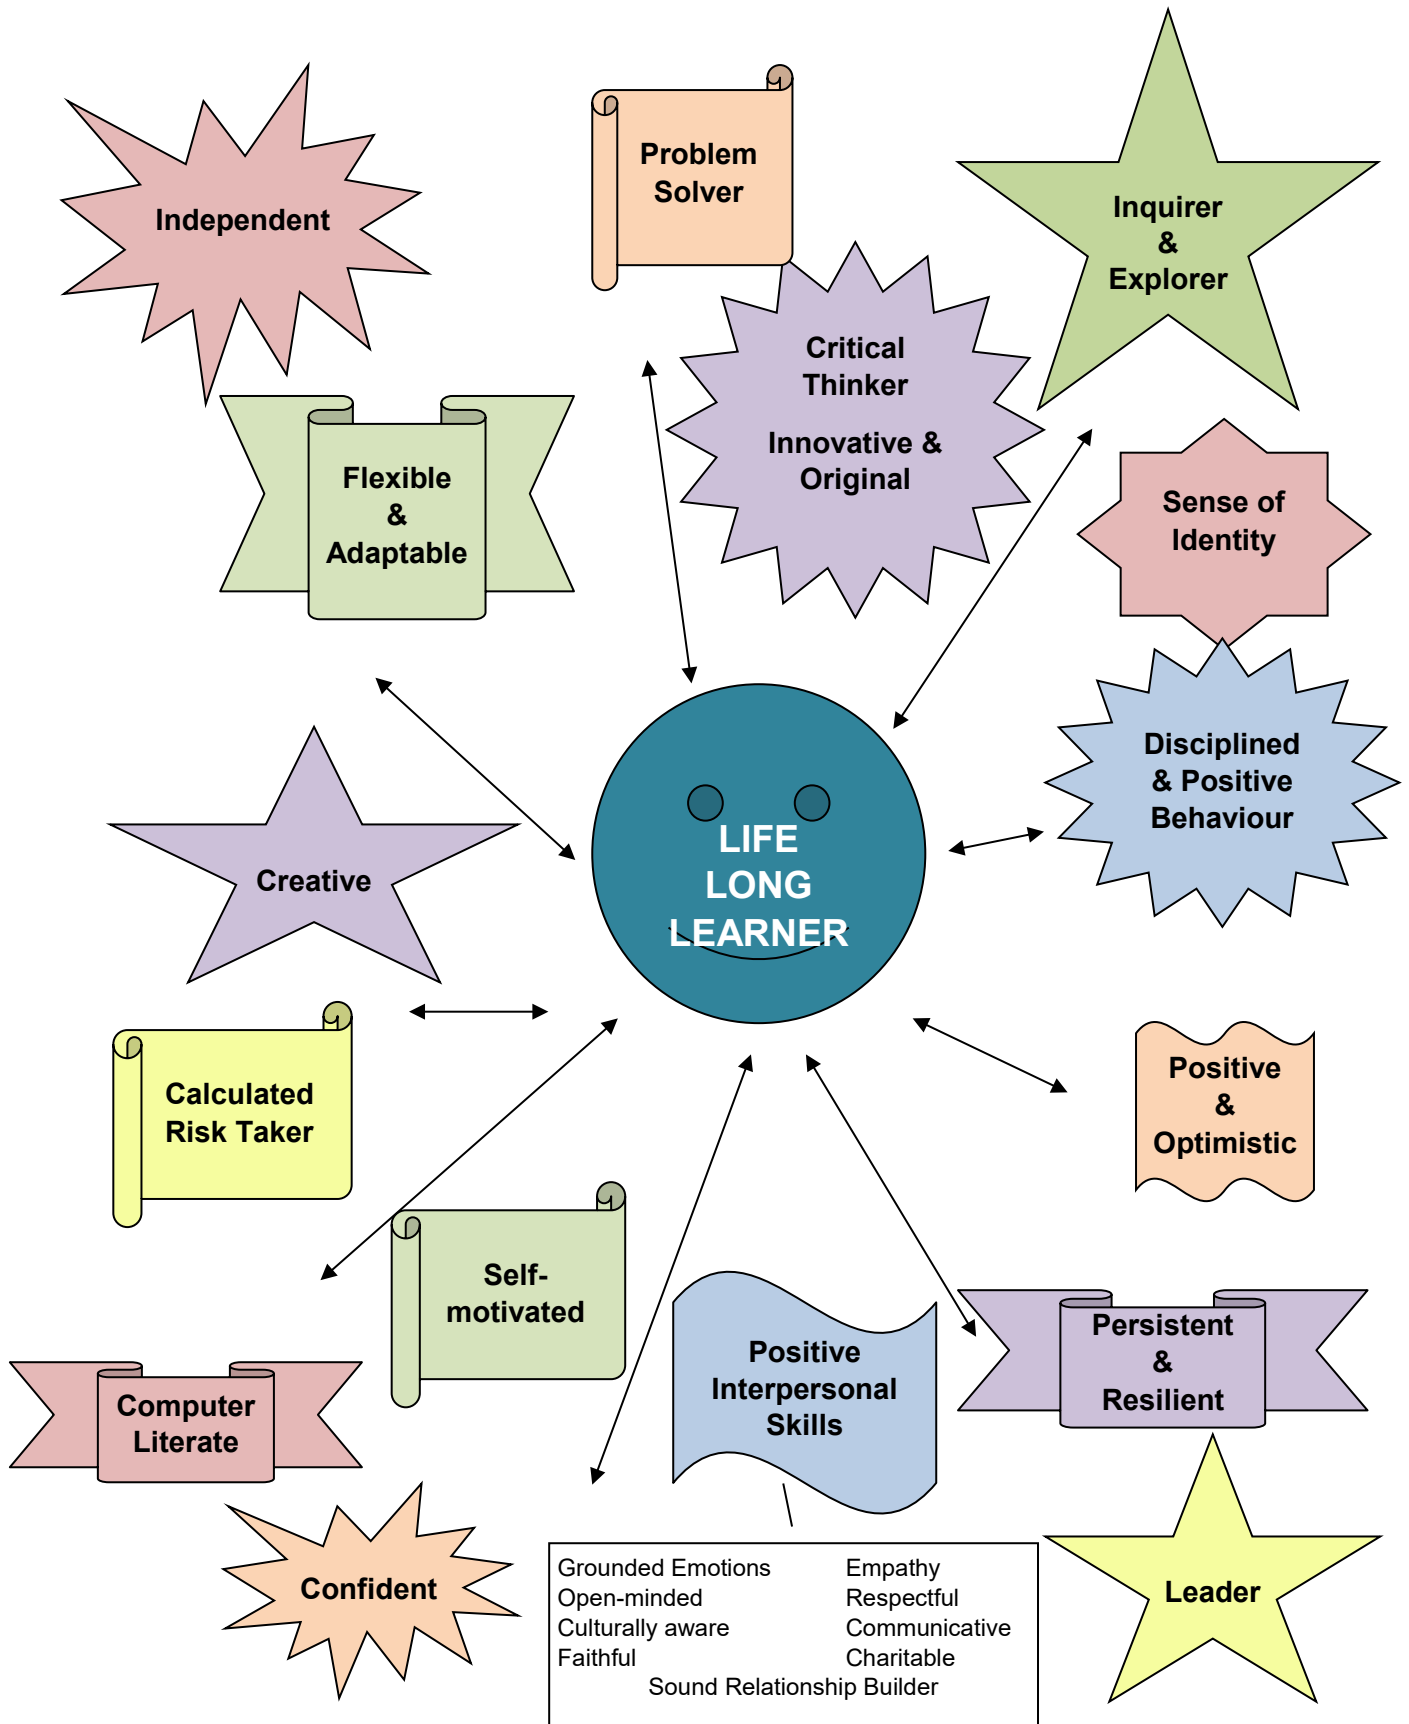 Independent
Problem
Solver
Inquirer
&
Explorer
Critical
Thinker
Innovative &
Original
Flexible
&
Adaptable
Sense of
Identity
Disciplined
& Positive
Behaviour
LIFE
LONG
LEARNER
Creative
Calculated
Risk Taker
Positive
&
Optimistic
Self-
motivated
Positive
Interpersonal
Skills
Persistent
&
Resilient
Computer
Literate
Confident
Grounded Emotions Empathy
Open-minded Respectful
Culturally aware Communicative
Faithful Charitable
Sound Relationship Builder
Leader